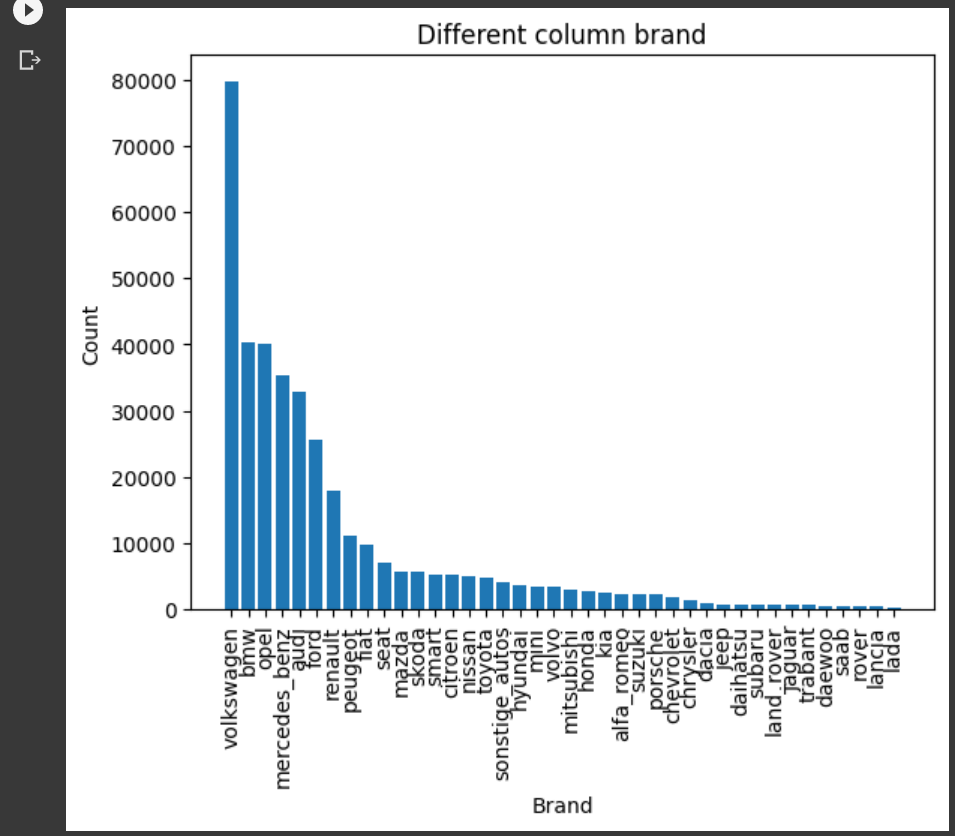 Different column brand
80000
70000
60000
50000
40000
30000
20000
10000
0
Count
volkswagen
bmw
opel
mercedes_benz
audi
ford
renault
peugeot
fiat
seat
mazda
skoda
smart
citroen
nissan
toyota
sonstige_autos
hyundai
mini
volvo
mitsubishi
honda
kia
alfa_romeo
suzuki
porsche
chevrolet
chrysler
dacia
jeep
daihatsu
subaru
land_rover
jaguar
trabant
daewoo
saab
rover
lancia
lada
Brand